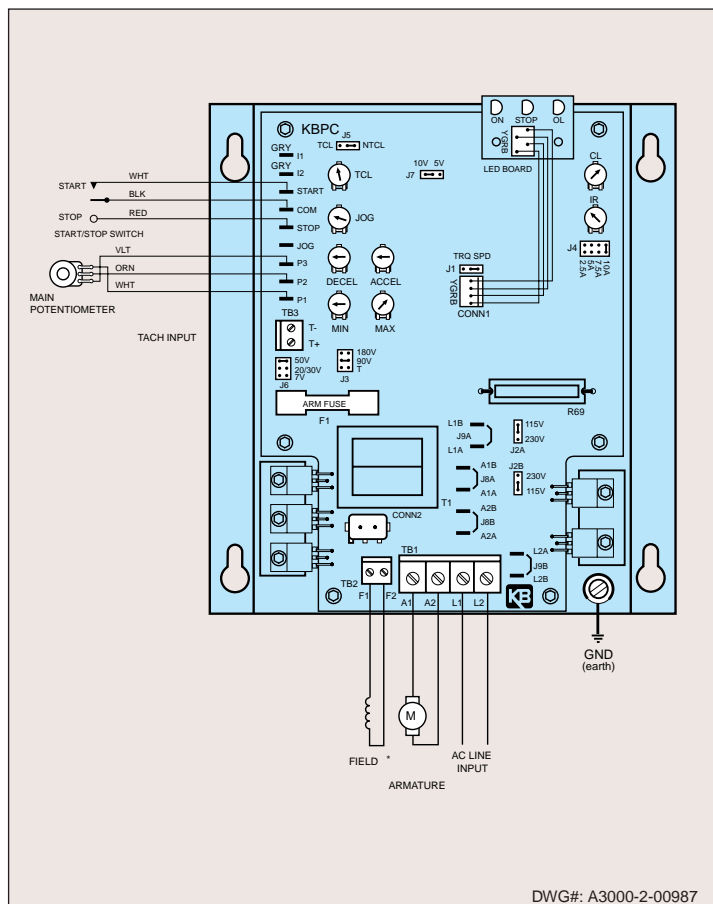 ON STOP OL
YGRB
LED BOARD
KBPC
J5
TCL NTCL
GRY
I1
GRY
I2
TCL
10V 5V
J7
CL
IR
WHT
START
START
BLK
COM
RED
STOP
STOP
START/STOP SWITCH
JOG
JOG
J4
10A
7.5A
5A
2.5A
VLT
P3
ORN
P2
WHT
P1
MAIN
POTENTIOMETER
DECEL ACCEL
TRQ SPD
J1
YGRB
CONN1
MIN MAX
TB3
T-
T+
TACH INPUT
50V
20/30V
7V
J6
180V
90V
T
J3
ARM FUSE
F1
R69
L1B
J9A
L1A
115V
230V
J2A
A1B
J8A
A1A
J2B
230V
115V
T1
A2B
J8B
A2A
CONN2
TB1
TB2
F1 F2 A1 A2 L1 L2
L2A
J9B
L2B
KB
GND
(earth)
M
FIELD *
AC LINE
INPUT
ARMATURE
DWG#: A3000-2-00987